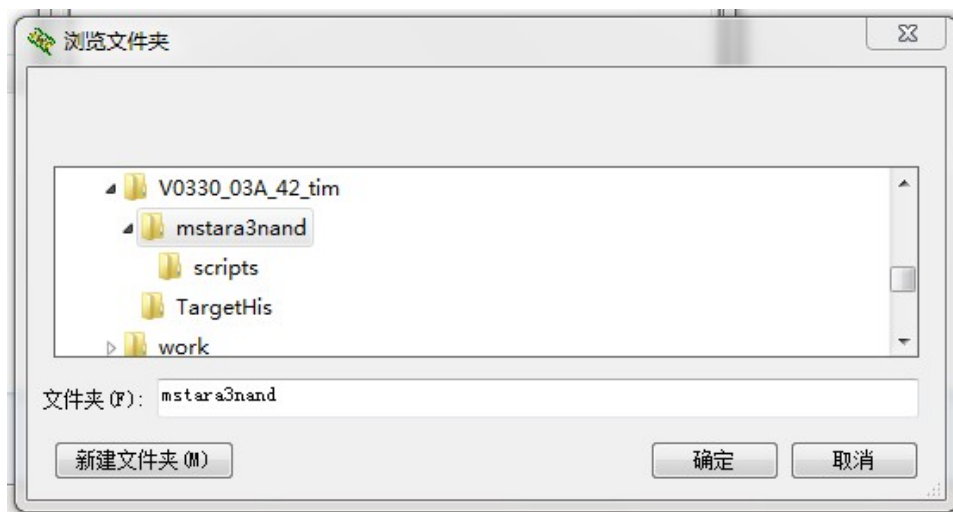 浏览文件夹
V0330_03A_42_tim
mstara3nand
scripts
TargetHis
work
文件夹(F): mstara3nand
新建文件夹(M) 确定 取消